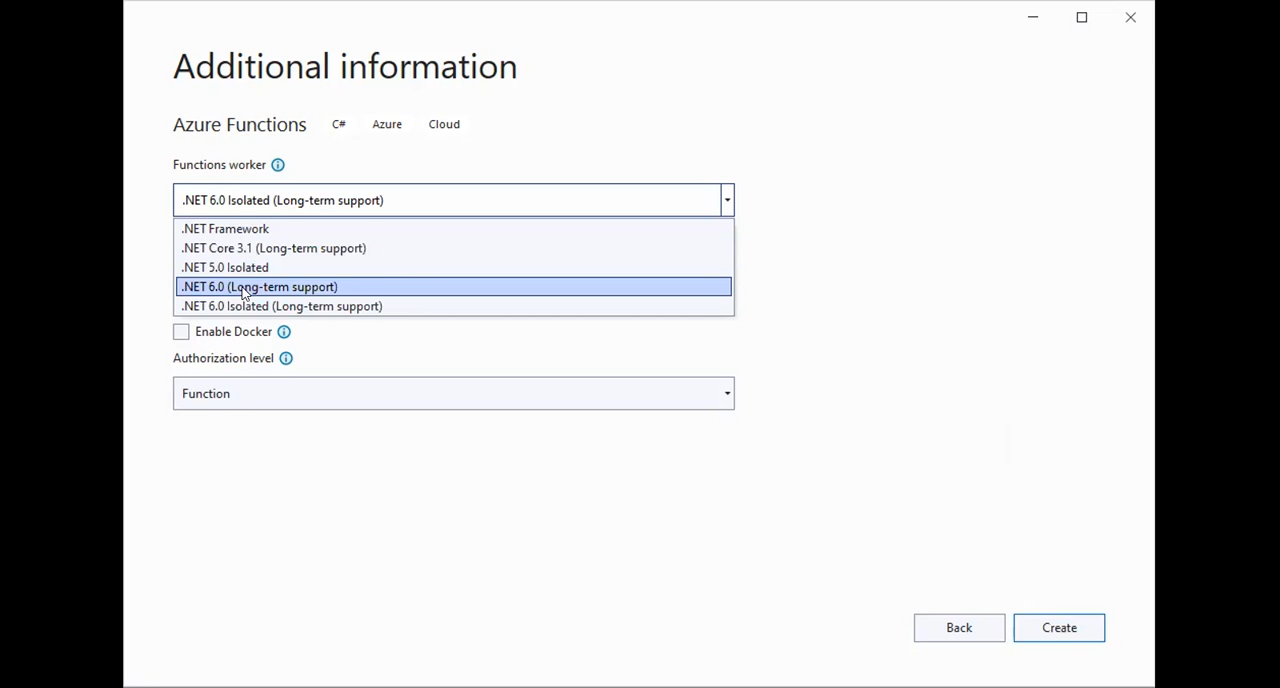 Additional information
Azure Functions C# Azure Cloud
Functions worker
.NET 6.0 Isolated (Long-term support)
.NET Framework
.NET Core 3.1 (Long-term support)
.NET 5.0 Isolated
.NET 6.0 (Long-term support)
.NET 6.0 Isolated (Long-term support)
Enable Docker
Authorization level
Function
Back Create